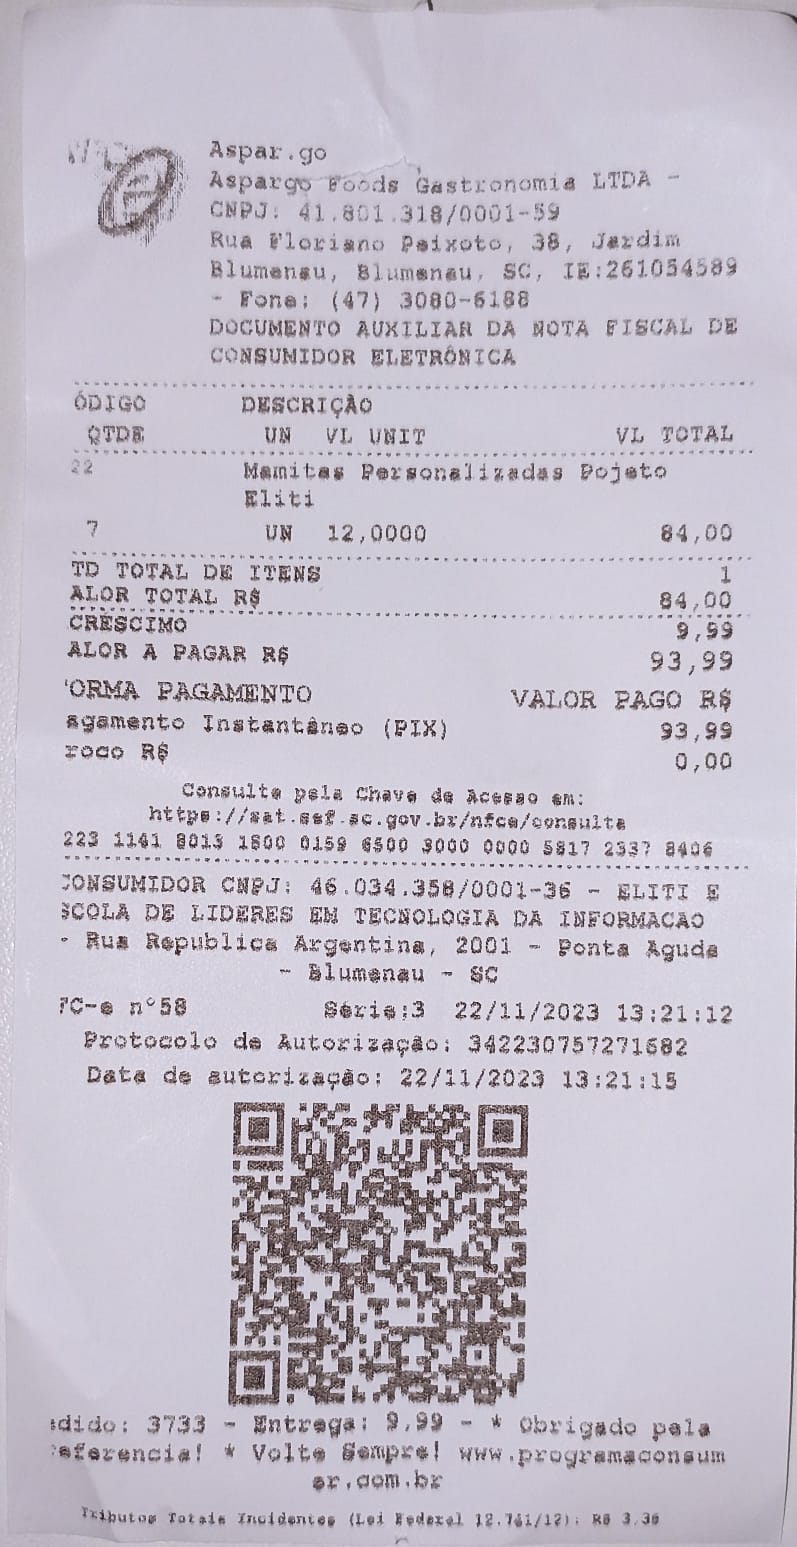 Aspar.go
Aspargo Foods Gastronomia LTDA -
CNPJ: 41.801.318/0001-59
Rua Floriano Peixoto, 38, Jardim
Blumenau, Blumenau, SC, IE:261054589
- Fone: (47) 3080-6188
DOCUMENTO AUXILIAR DA NOTA FISCAL DE
CONSUMIDOR ELETRÔNICA
ÓDIGO DESCRIÇÃO
QTDE UN VL UNIT VL TOTAL
22 Mamitas Personalizadas Pojeto
Eliti
7 UN 12,0000 84,00
TD TOTAL DE ITENS 1
ALOR TOTAL R$ 84,00
CRÉSCIMO 9,99
ALOR A PAGAR R$ 93,99
ORMA PAGAMENTO VALOR PAGO R$
agamento Instantâneo (PIX) 93,99
roco R$ 0,00
Consulte pela Chave de Acesso em:
https://sat.sef.sc.gov.br/nfce/consulta
223 1141 8013 1800 0159 6500 3000 0000 5817 2337 8406
CONSUMIDOR CNPJ: 46.034.358/0001-36 - ELITI E
SCOLA DE LIDERES EM TECNOLOGIA DA INFORMACAO
- Rua Republica Argentina, 2001 - Ponta Aguda
- Blumenau - SC
FC-e n°58 Série:3 22/11/2023 13:21:12
Protocolo de Autorização: 342230757271682
Data de autorização: 22/11/2023 13:21:15
edido: 3733 - Entrega: 9,99 - * Obrigado pela
referencia! * Volte Sempre! www.programaconsum
er.com.br
Tributos Totais Incidentes (Lei Federal 12.741/12): R$ 3,36